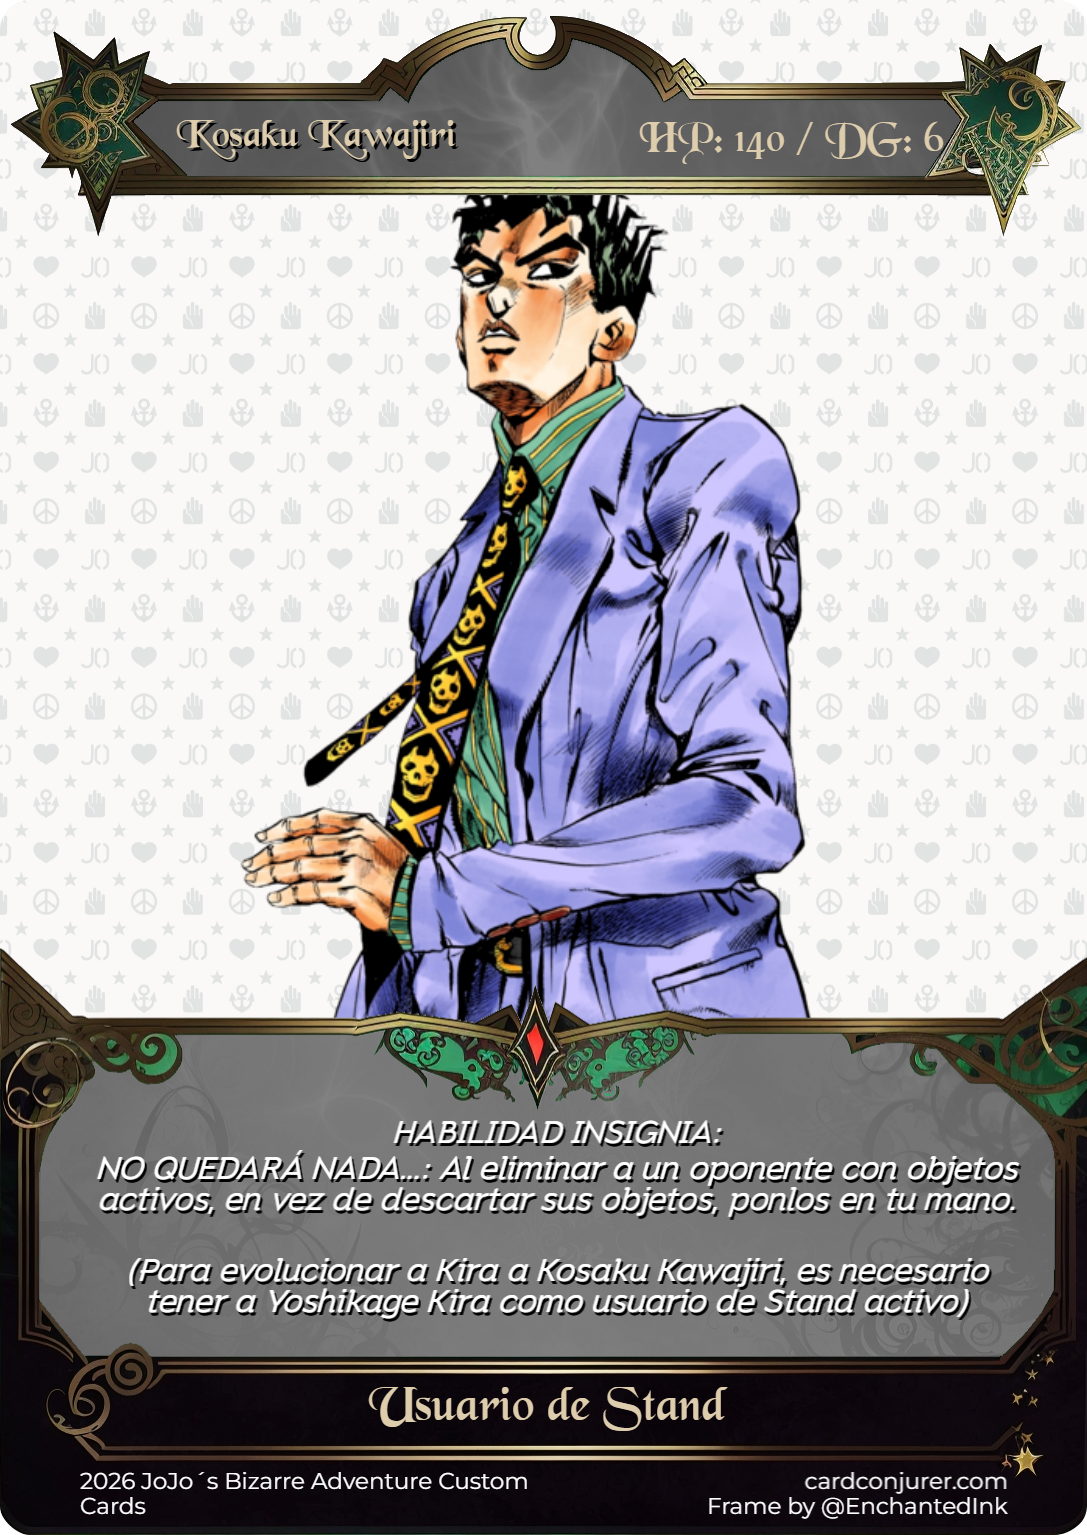 Kosaku Kawajiri
HP: 140 / DG: 6
HABILIDAD INSIGNIA:
NO QUEDARÁ NADA...: Al eliminar a un oponente con objetos
activos, en vez de descartar sus objetos, ponlos en tu mano.
(Para evolucionar a Kira a Kosaku Kawajiri, es necesario
tener a Yoshikage Kira como usuario de Stand activo)
Usuario de Stand
2026 JoJo´s Bizarre Adventure Custom
Cards
cardconjurer.com
Frame by @EnchantedInk